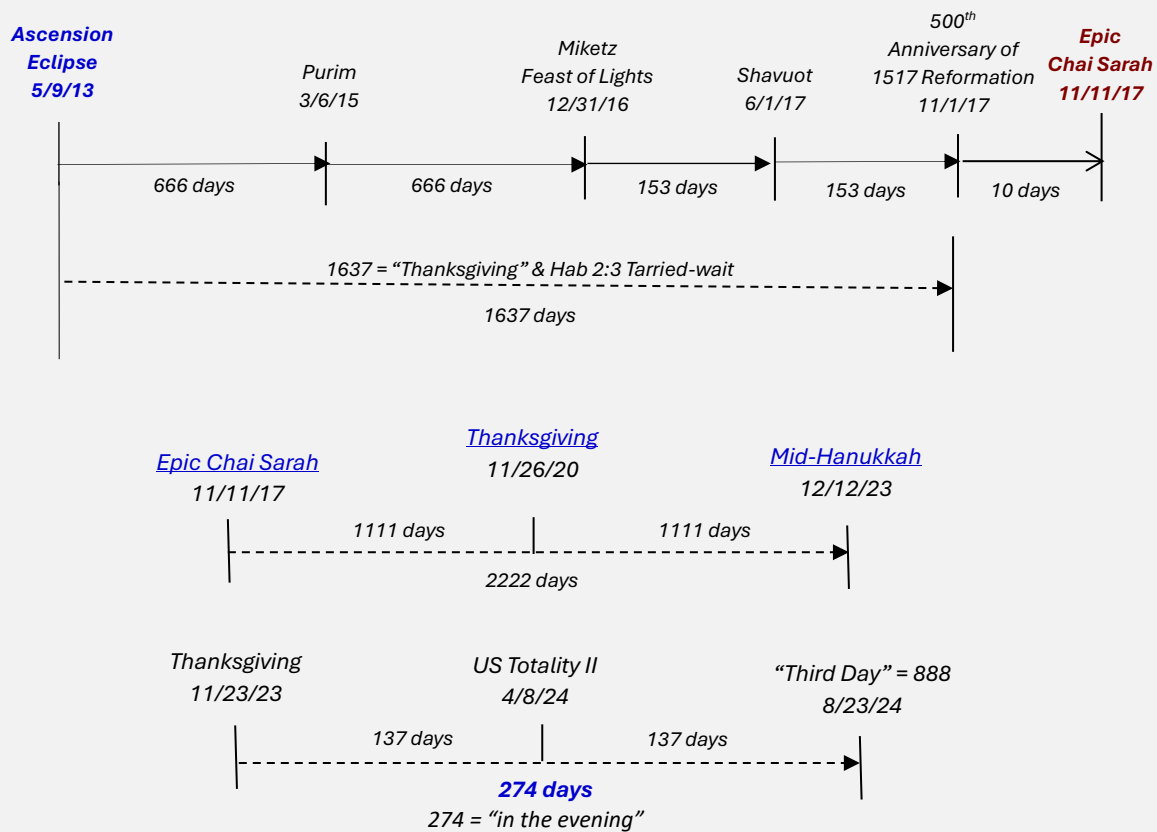 Ascension
Eclipse
5/9/13
Purim
3/6/15
Miketz
Feast of Lights
12/31/16
Shavuot
6/1/17
500th
Anniversary of
1517 Reformation
11/1/17
Epic
Chai Sarah
11/11/17
666 days
666 days
153 days
153 days
10 days
1637 = “Thanksgiving” & Hab 2:3 Tarried-wait
1637 days
Epic Chai Sarah
11/11/17
Thanksgiving
11/26/20
Mid-Hanukkah
12/12/23
1111 days
1111 days
2222 days
Thanksgiving
11/23/23
US Totality II
4/8/24
“Third Day” = 888
8/23/24
137 days
137 days
274 days
274 = “in the evening”